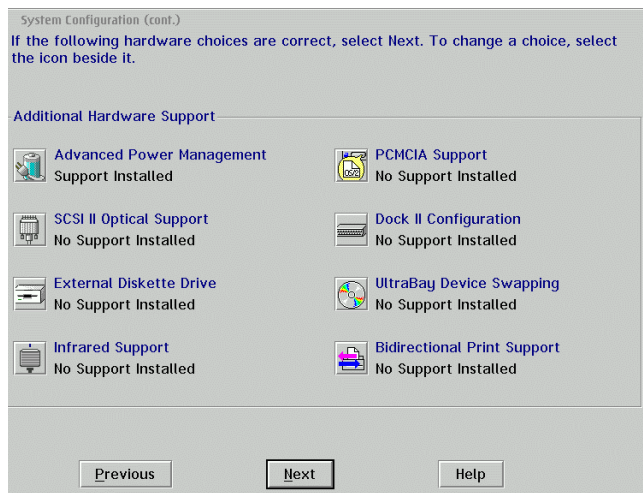 System Configuration (cont.)
If the following hardware choices are correct, select Next. To change a choice, select
the icon beside it.
Additional Hardware Support
Advanced Power Management
Support Installed
PCMCIA Support
No Support Installed
SCSI II Optical Support
No Support Installed
Dock II Configuration
No Support Installed
External Diskette Drive
No Support Installed
UltraBay Device Swapping
No Support Installed
Infrared Support
No Support Installed
Bidirectional Print Support
No Support Installed
Previous
Next
Help